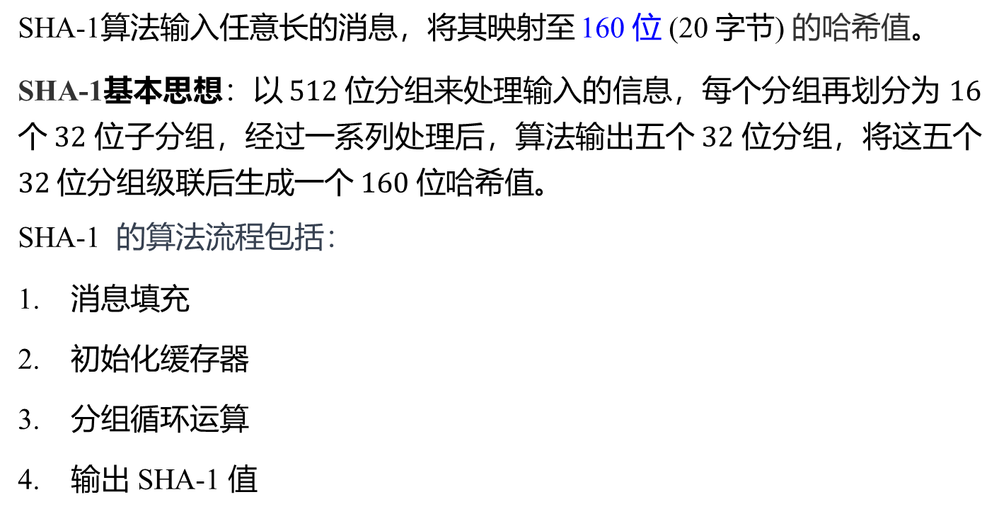 SHA-1算法输入任意长的消息，将其映射至 160 位 (20 字节) 的哈希值。
SHA-1基本思想：以 512 位分组来处理输入的信息，每个分组再划分为 16
个 32 位子分组，经过一系列处理后，算法输出五个 32 位分组，将这五个
32 位分组级联后生成一个 160 位哈希值。
SHA-1 的算法流程包括：
1. 消息填充
2. 初始化缓存器
3. 分组循环运算
4. 输出 SHA-1 值